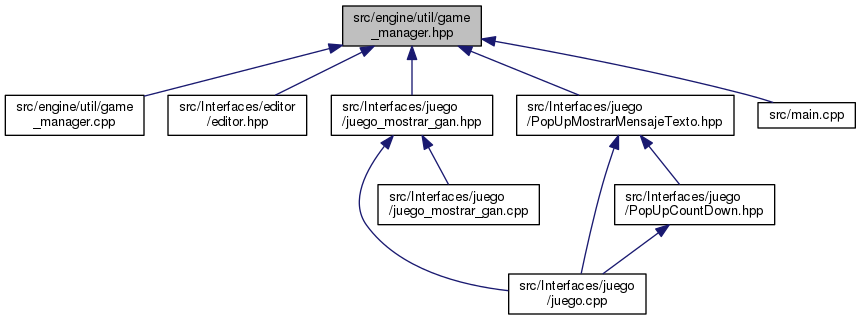 src/engine/util/game
_manager.hpp
src/engine/util/game
_manager.cpp
src/Interfaces/editor
/editor.hpp
src/Interfaces/juego
/juego_mostrar_gan.hpp
src/Interfaces/juego
/PopUpMostrarMensajeTexto.hpp
src/main.cpp
src/Interfaces/juego
/juego_mostrar_gan.cpp
src/Interfaces/juego
/PopUpCountDown.hpp
src/Interfaces/juego
/juego.cpp